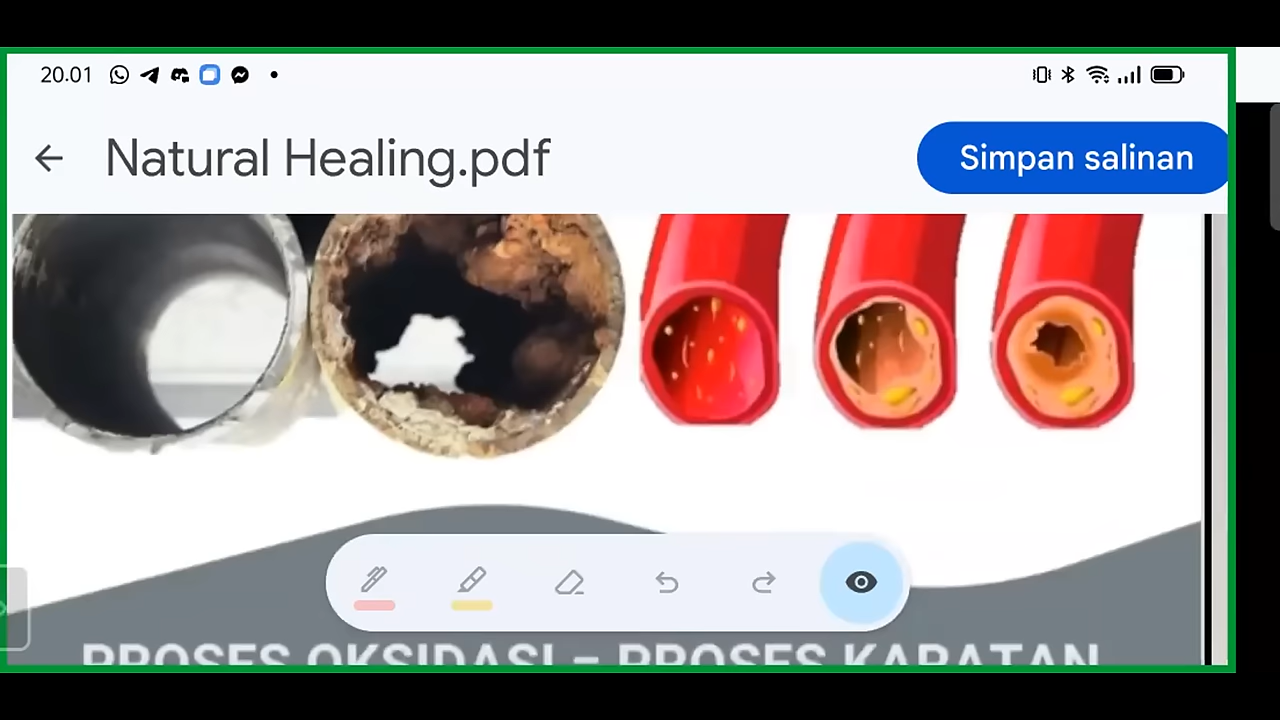 20.01
Natural Healing.pdf
Simpan salinan
PROSES OKSIDASI = PROSES KARATAN